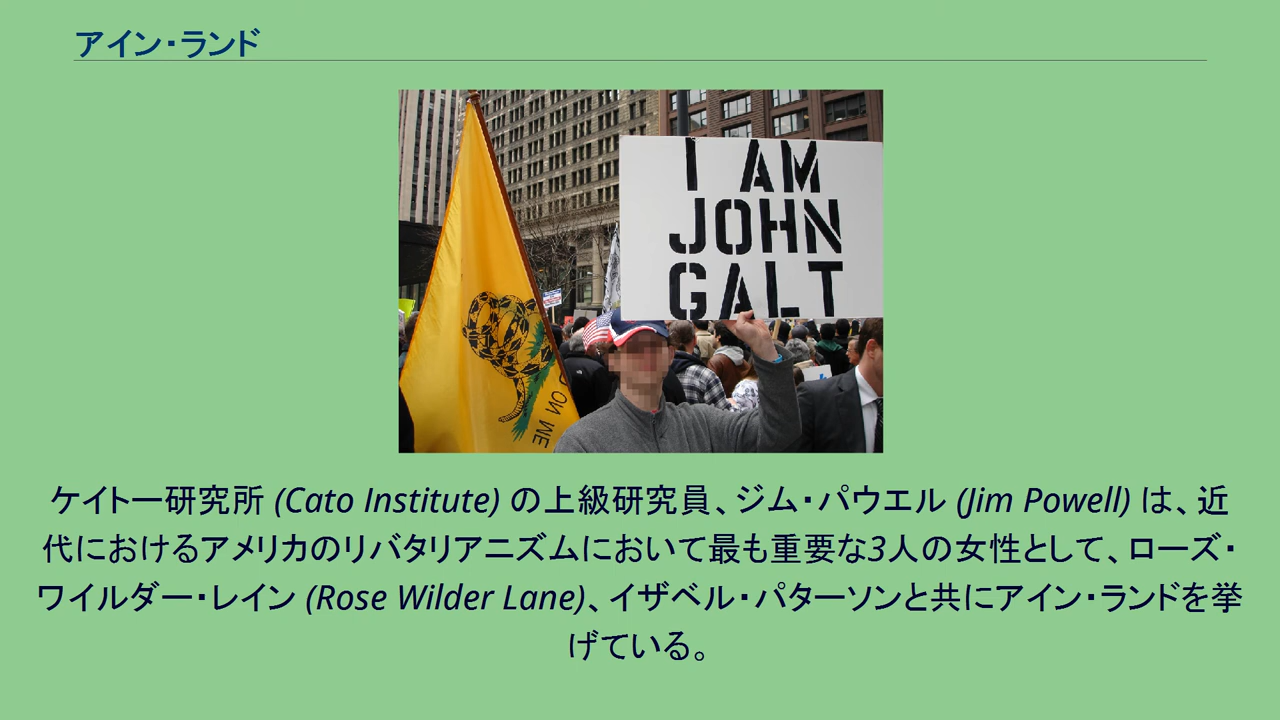 アイン・ランド
I AM
JOHN
GALT
ON ME
ケイトー研究所 (Cato Institute) の上級研究員、ジム・パウエル (Jim Powell) は、近
代におけるアメリカのリバタリアニズムにおいて最も重要な3人の女性として、ローズ・
ワイルダー・レイン (Rose Wilder Lane)、イザベル・パターソンと共にアイン・ランドを挙
げている。